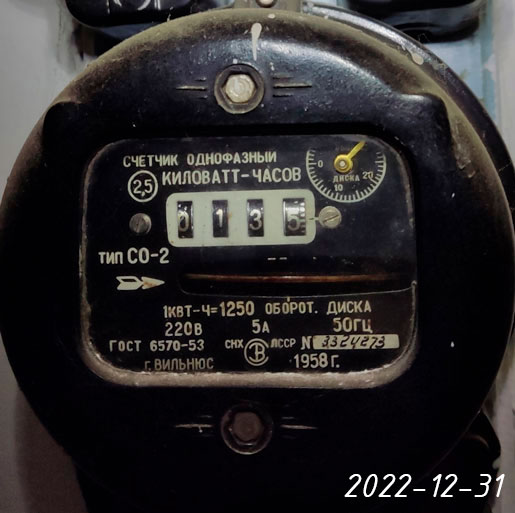 СЧЕТЧИК ОДНОФАЗНЫЙ
2,5 КИЛОВАТТ-ЧАСОВ
0 ДИСКА 20
10
0 1 3 5
ТИП СО-2
1КВТ-Ч=1250 ОБОРОТ. ДИСКА
220В 5А 50ГЦ
ГОСТ 6570-53 СНХ ЛССР № 3324273
Г. ВИЛЬНЮС 1958 Г.
2022-12-31